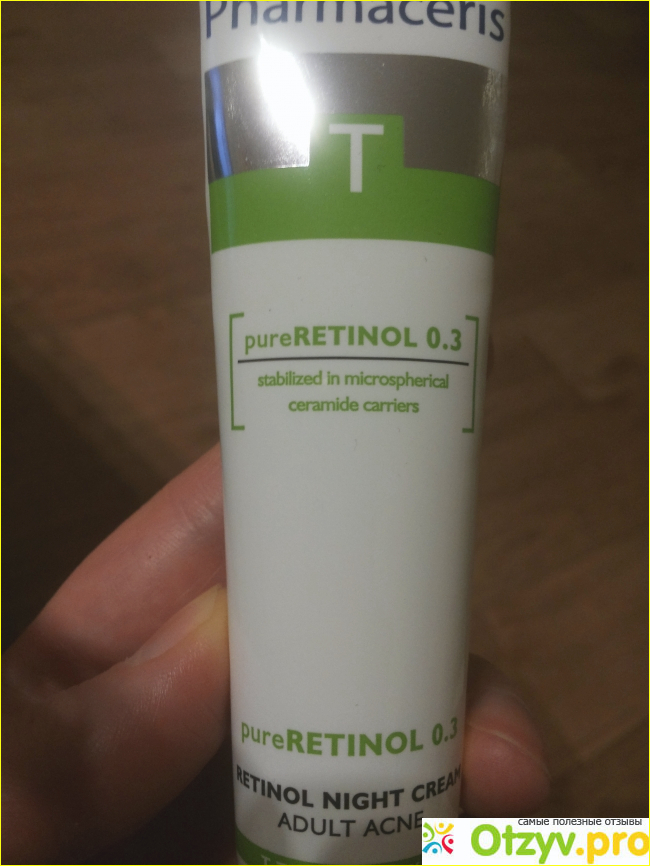 Pharmaceris
T
pureRETINOL 0.3
stabilized in microspherical
ceramide carriers
pureRETINOL 0.3
RETINOL NIGHT CREAM
ADULT ACNE
самые полезные отзывы
Otzyv.pro